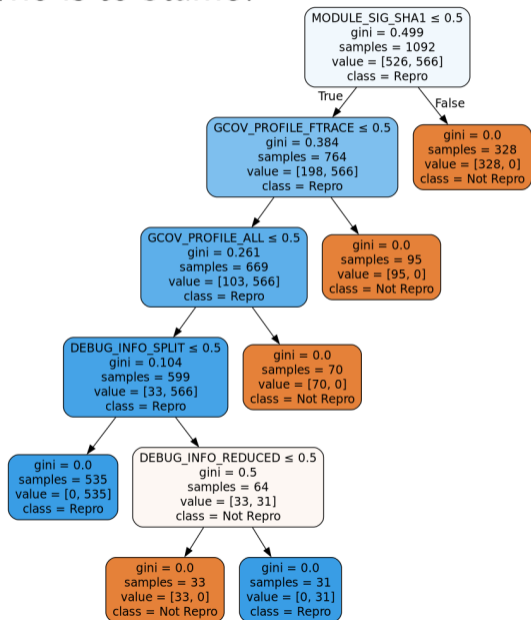 MODULE_SIG_SHA1 ≤ 0.5
gini = 0.499
samples = 1092
value = [526, 566]
class = Repro
True
False
GCOV_PROFILE_FTRACE ≤ 0.5
gini = 0.384
samples = 764
value = [198, 566]
class = Repro
gini = 0.0
samples = 328
value = [328, 0]
class = Not Repro
GCOV_PROFILE_ALL ≤ 0.5
gini = 0.261
samples = 669
value = [103, 566]
class = Repro
gini = 0.0
samples = 95
value = [95, 0]
class = Not Repro
DEBUG_INFO_SPLIT ≤ 0.5
gini = 0.104
samples = 599
value = [33, 566]
class = Repro
gini = 0.0
samples = 70
value = [70, 0]
class = Not Repro
gini = 0.0
samples = 535
value = [0, 535]
class = Repro
DEBUG_INFO_REDUCED ≤ 0.5
gini = 0.5
samples = 64
value = [33, 31]
class = Not Repro
gini = 0.0
samples = 33
value = [33, 0]
class = Not Repro
gini = 0.0
samples = 31
value = [0, 31]
class = Repro